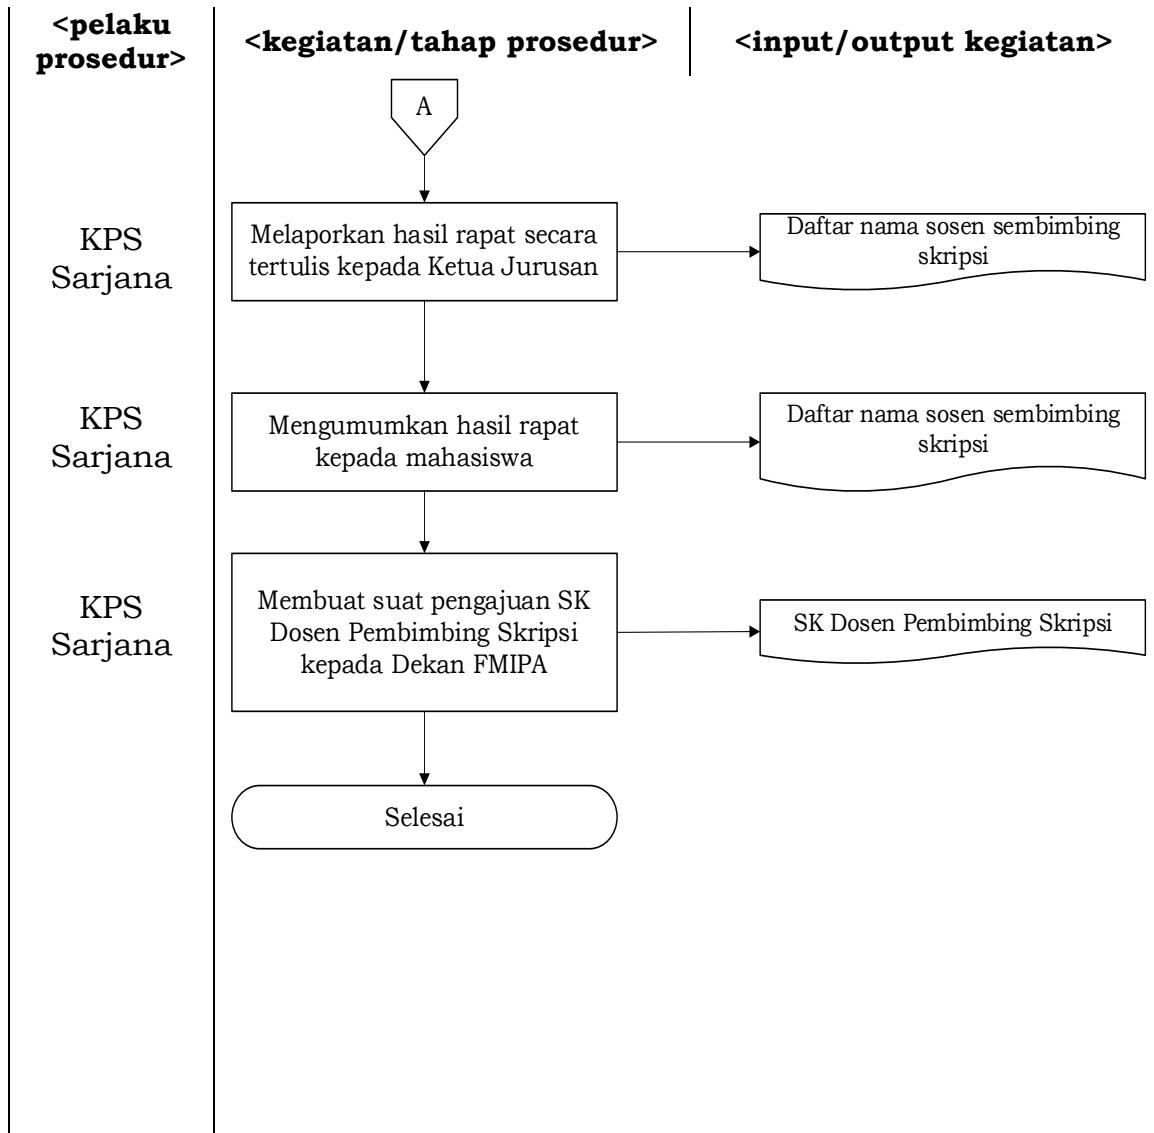 <pelaku
prosedur>
<kegiatan/tahap prosedur>
<input/output kegiatan>
A
KPS
Sarjana
Melaporkan hasil rapat secara
tertulis kepada Ketua Jurusan
Daftar nama sosen sembimbing
skripsi
KPS
Sarjana
Mengumumkan hasil rapat
kepada mahasiswa
Daftar nama sosen sembimbing
skripsi
KPS
Sarjana
Membuat suat pengajuan SK
Dosen Pembimbing Skripsi
kepada Dekan FMIPA
SK Dosen Pembimbing Skripsi
Selesai